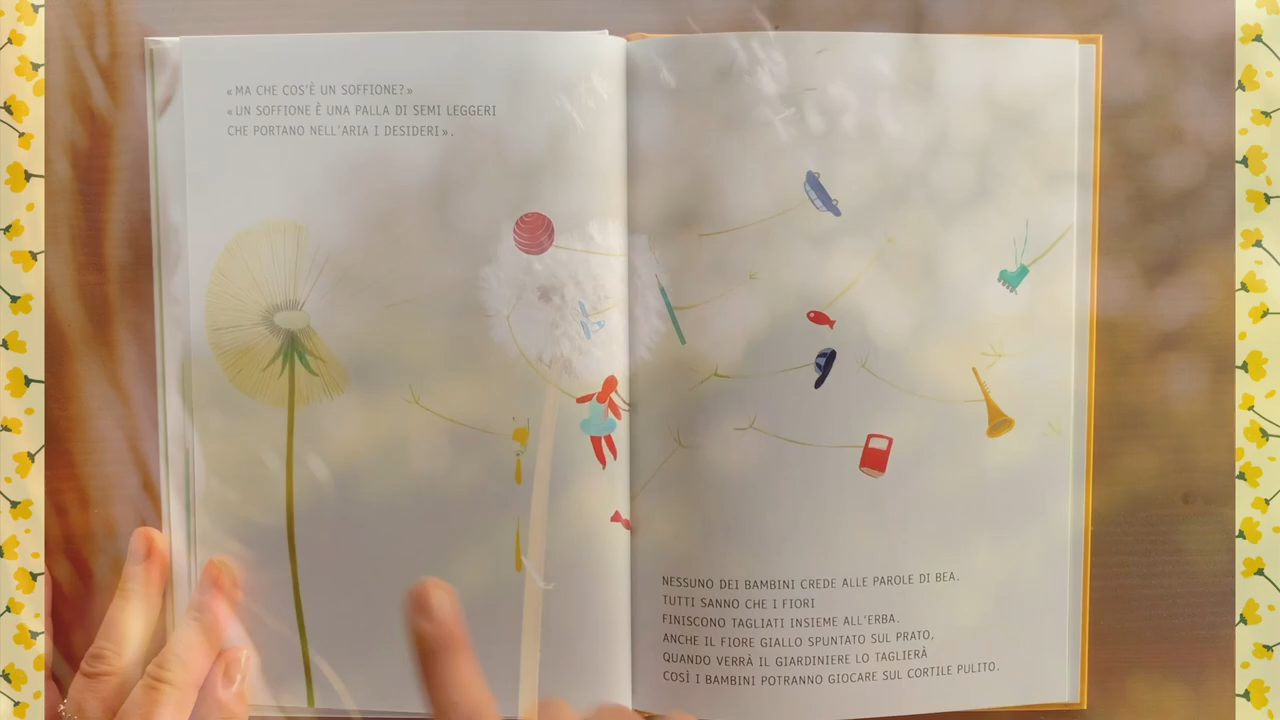 «MA CHE COS'È UN SOFFIONE?»
«UN SOFFIONE È UNA PALLA DI SEMI LEGGERI
CHE PORTANO NELL'ARIA I DESIDERI».
NESSUNO DEI BAMBINI CREDE ALLE PAROLE DI BEA.
TUTTI SANNO CHE I FIORI
FINISCONO TAGLIATI INSIEME ALL'ERBA.
ANCHE IL FIORE GIALLO SPUNTATO SUL PRATO,
QUANDO VERRÀ IL GIARDINIERE LO TAGLIERÀ
COSÌ I BAMBINI POTRANNO GIOCARE SUL CORTILE PULITO.